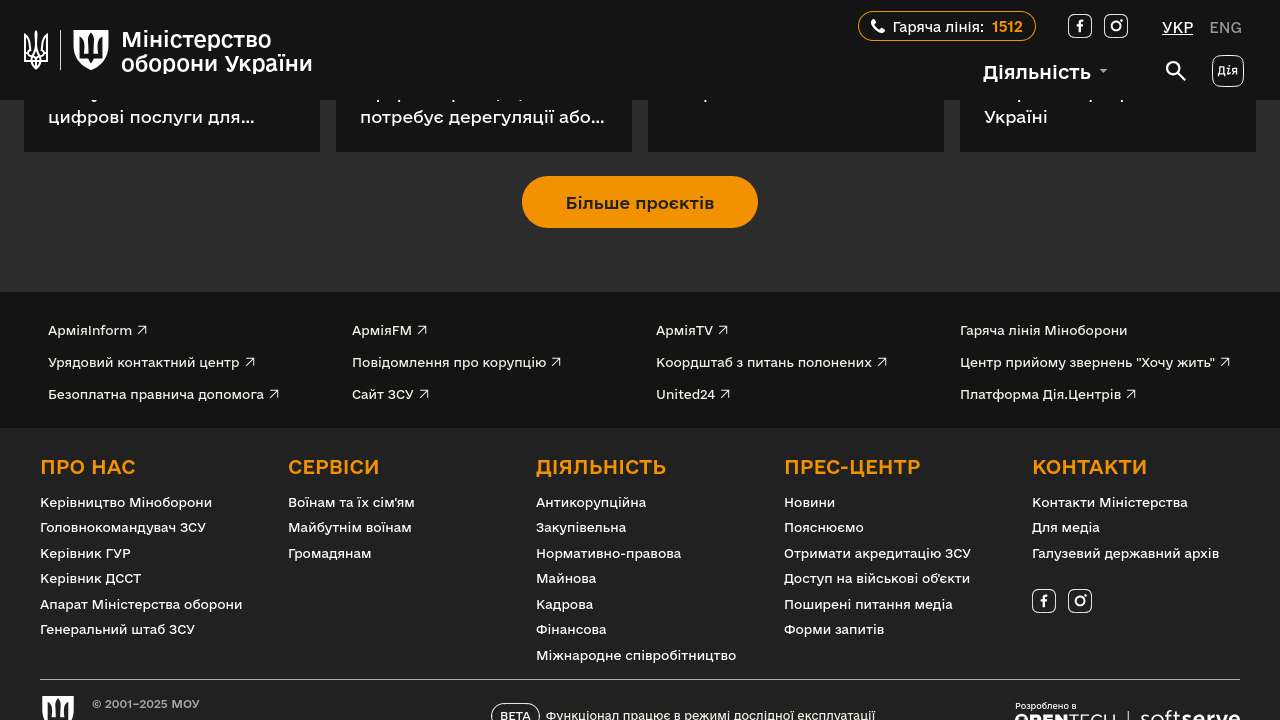 Міністерство
оборони України
Гаряча лінія: 1512
УКР ENG
Діяльність
Дія
цифрові послуги для...
потребує дерегуляції або...
Україні
Більше проєктів
АрміяInform
АрміяFM
АрміяTV
Гаряча лінія Міноборони
Урядовий контактний центр
Повідомлення про корупцію
Коордштаб з питань полонених
Центр прийому звернень "Хочу жить"
Безоплатна правнича допомога
Сайт ЗСУ
United24
Платформа Дія.Центрів
ПРО НАС
Керівництво Міноборони
Головнокомандувач ЗСУ
Керівник ГУР
Керівник ДССТ
Апарат Міністерства оборони
Генеральний штаб ЗСУ
СЕРВІСИ
Воїнам та їх сім'ям
Майбутнім воїнам
Громадянам
ДІЯЛЬНІСТЬ
Антикорупційна
Закупівельна
Нормативно-правова
Майнова
Кадрова
Фінансова
Міжнародне співробітництво
ПРЕС-ЦЕНТР
Новини
Пояснюємо
Отримати акредитацію ЗСУ
Доступ на військові об'єкти
Поширені питання медіа
Форми запитів
КОНТАКТИ
Контакти Міністерства
Для медіа
Галузевий державний архів
© 2001–2025 МОУ
BETA Функціонал працює в режимі дослідної експлуатації
Розроблено в
OPENTECH | softserve